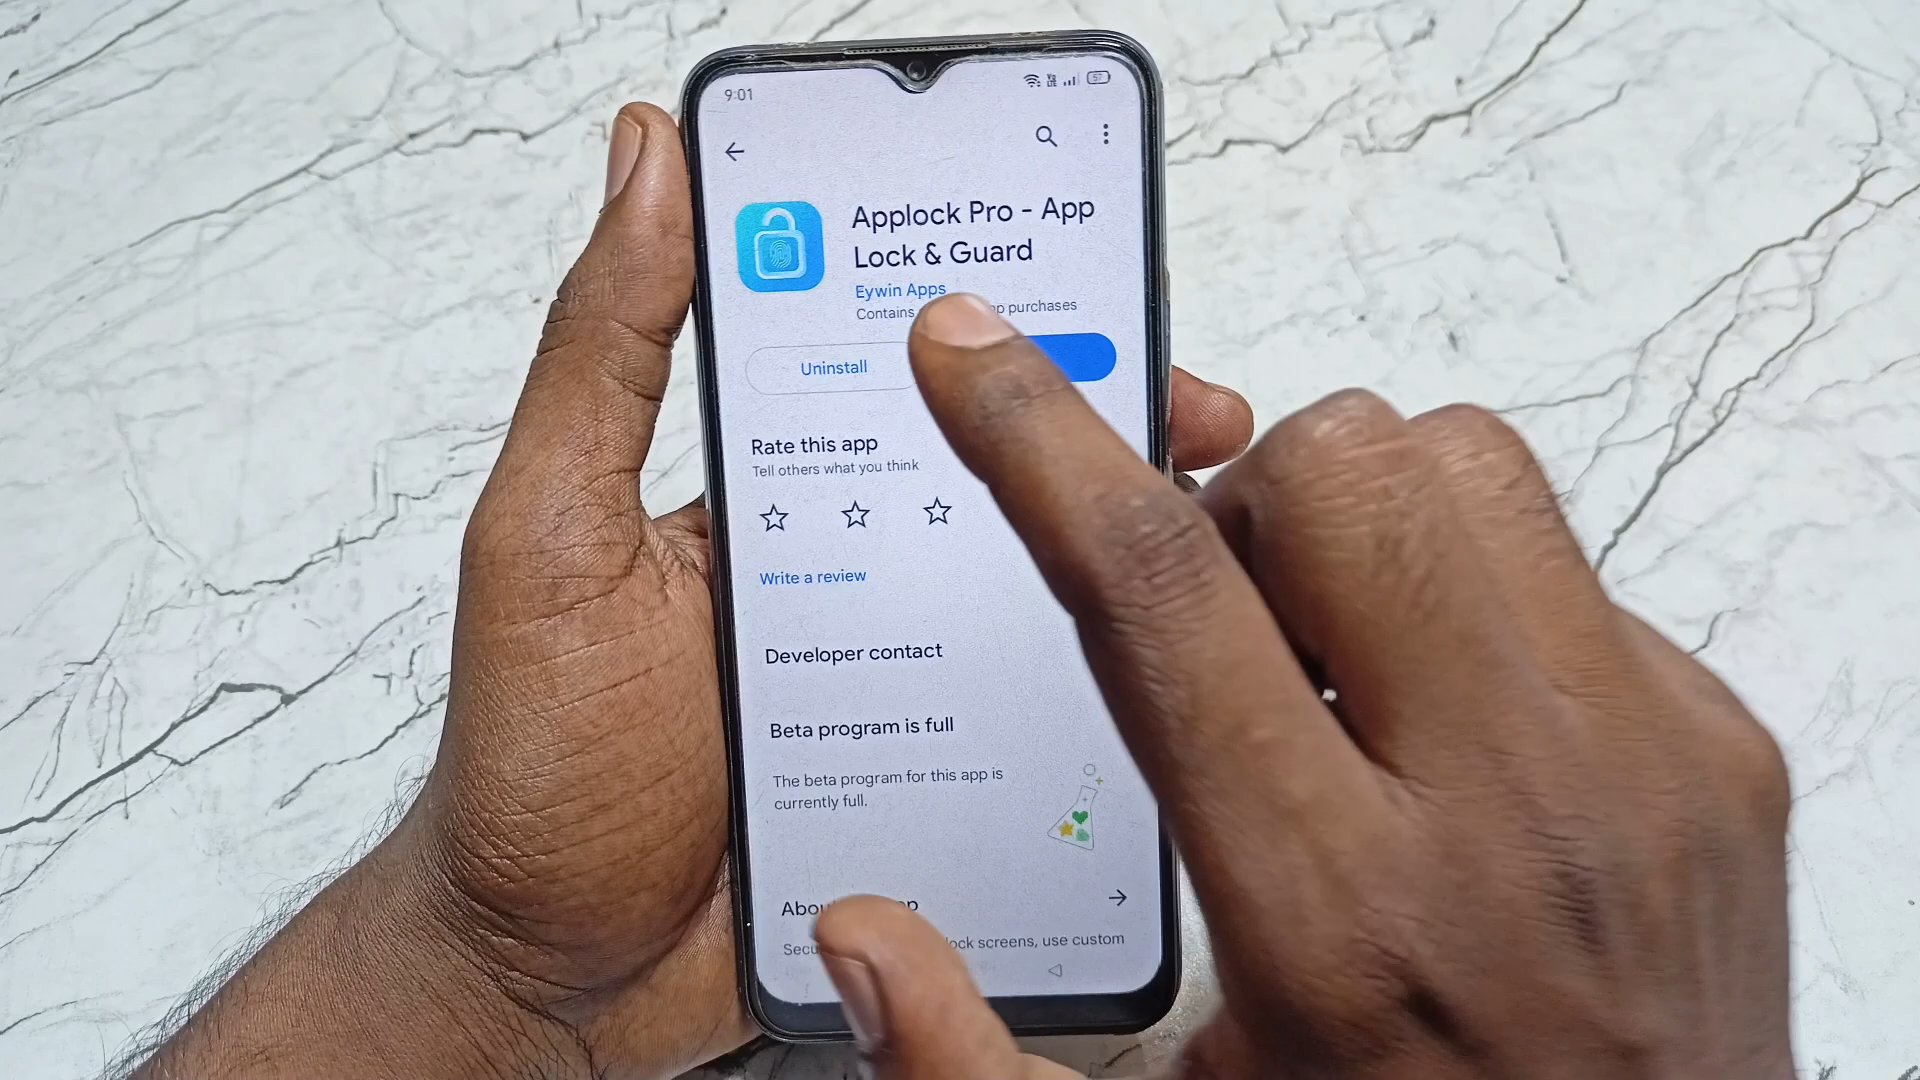 9:01
57
Applock Pro - App
Lock & Guard
Eywin Apps
Contains purchases
Uninstall
Rate this app
Tell others what you think
Write a review
Developer contact
Beta program is full
The beta program for this app is
currently full.
screens, use custom